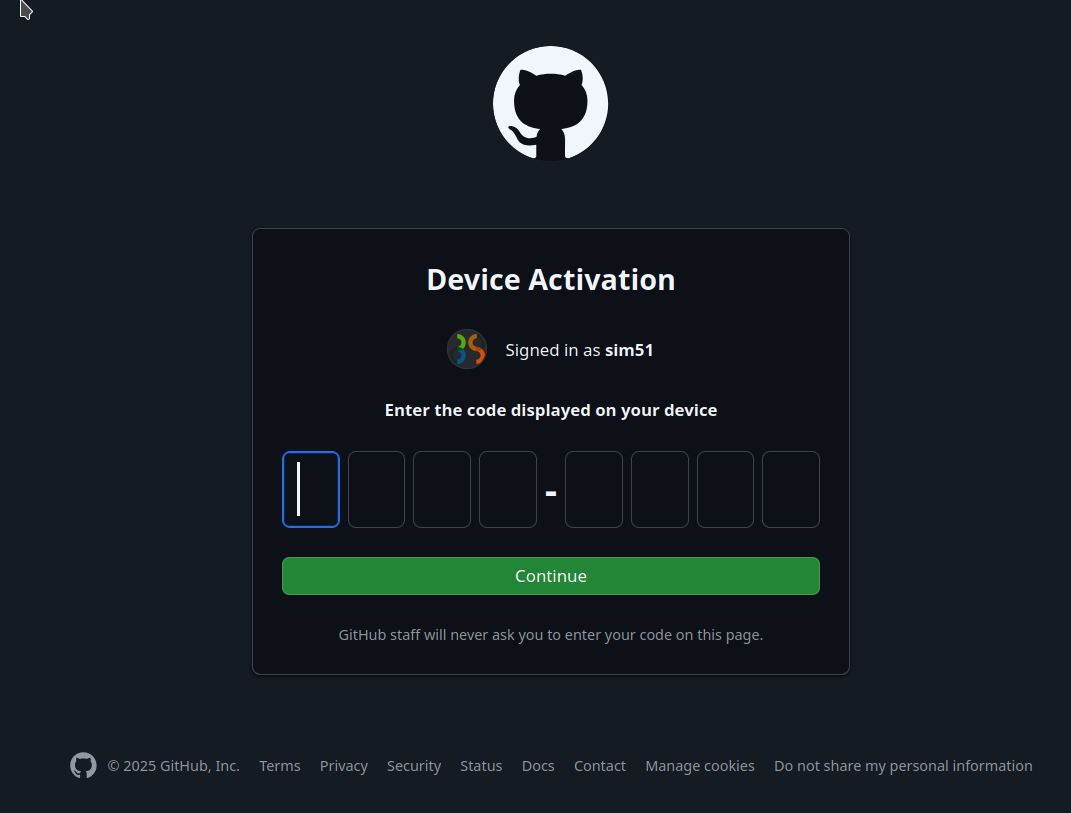 Device Activation
Signed in as sim51
Enter the code displayed on your device
-
Continue
GitHub staff will never ask you to enter your code on this page.
© 2025 GitHub, Inc. Terms Privacy Security Status Docs Contact Manage cookies Do not share my personal information